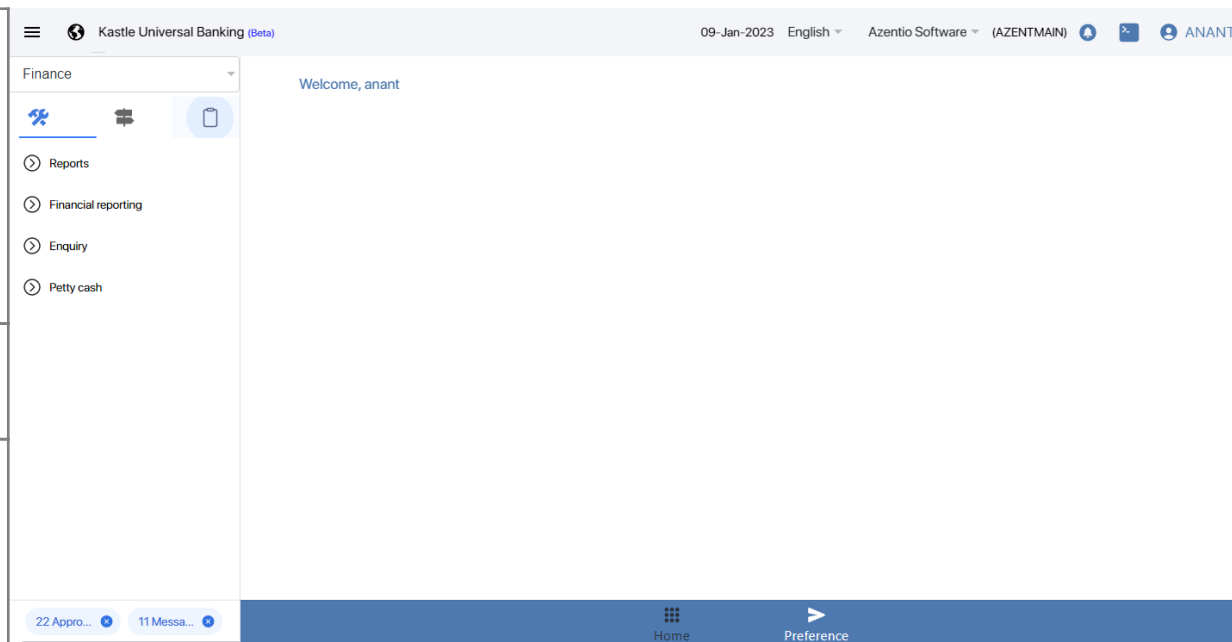 Kastle Universal Banking (Beta) 09-Jan-2023 English Azentio Software (AZENTMAIN) ANANT
Finance
Welcome, anant
Reports
Financial reporting
Enquiry
Petty cash
22 Appro... 11 Messa...
Home Preference